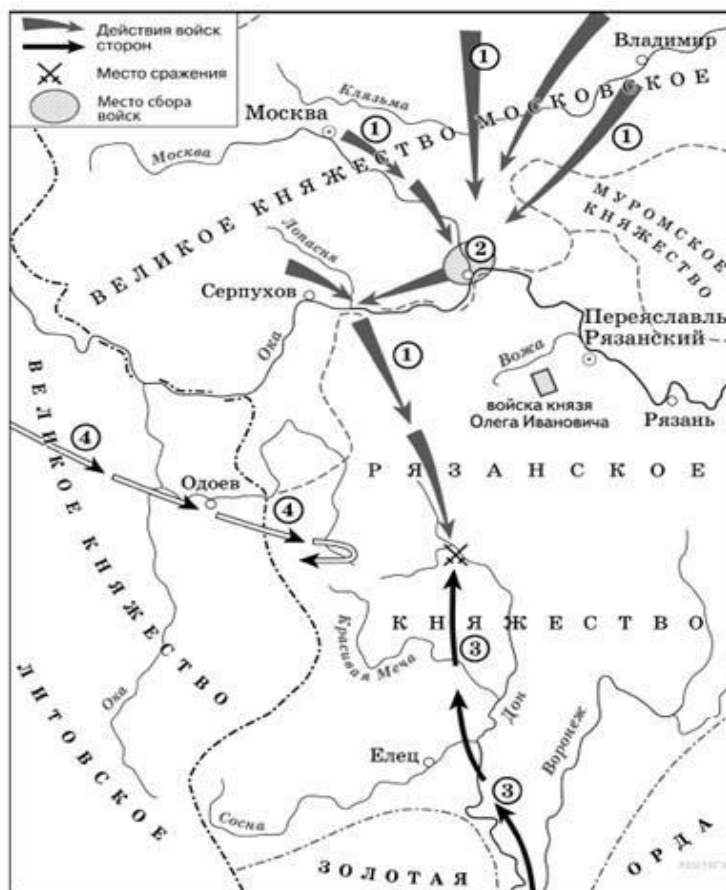 Действия войск
сторон
Место сражения
Место сбора
войск
Владимир
1
Клязьма
Москва
1
1
Москва
ВЕЛИКОЕ КНЯЖЕСТВО МОСКОВСКОЕ
МУРОМСКОЕ
КНЯЖЕСТВО
Лопасня
2
Серпухов
Ока
1
Переяславль
Рязанский
Вожа
войска князя
Олега Ивановича
Рязань
4
Одоев
4
РЯЗАНСКОЕ
КНЯЖЕСТВО
3
Красивая Меча
Дон
Воронеж
Ока
Елец
3
Сосна
ВЕЛИКОЕ КНЯЖЕСТВО
ЛИТОВСКОЕ
ЗОЛОТАЯ
ОРДА